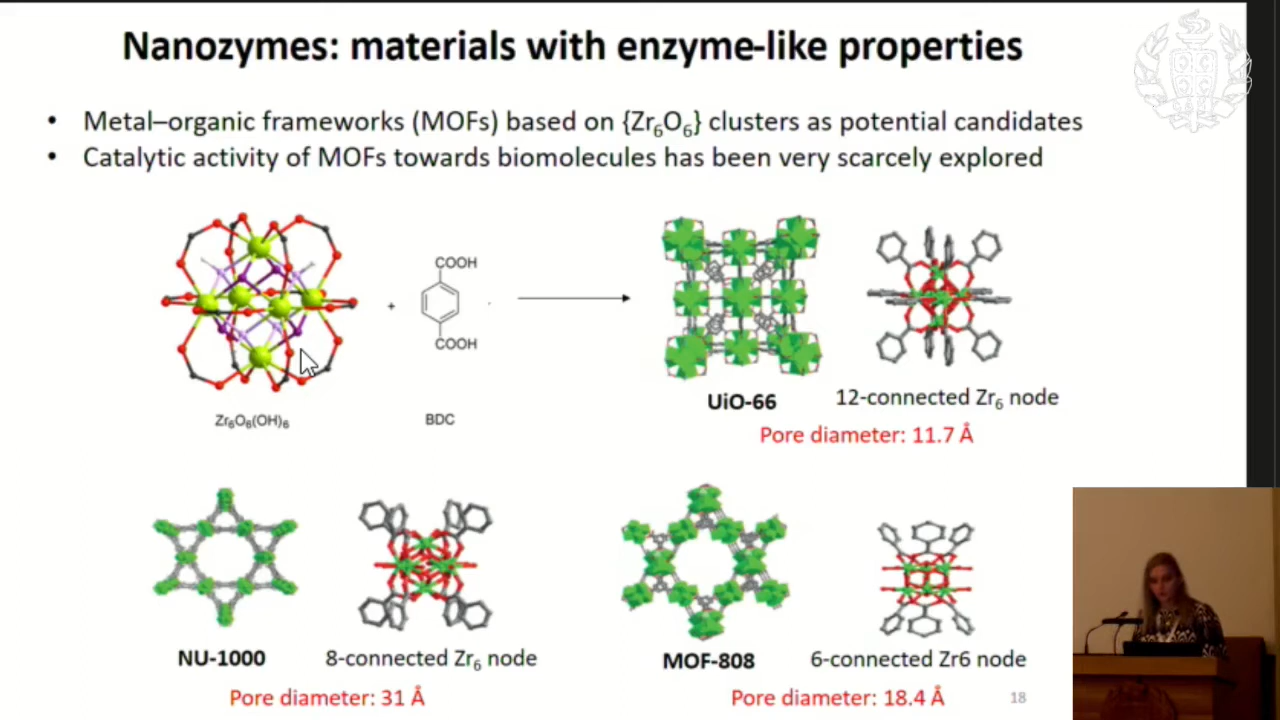 Nanozymes: materials with enzyme-like properties
• Metal–organic frameworks (MOFs) based on {Zr₆O₆} clusters as potential candidates
• Catalytic activity of MOFs towards biomolecules has been very scarcely explored
COOH
+
COOH
Zr₆O₆(OH)₆
BDC
UiO-66
12-connected Zr₆ node
Pore diameter: 11.7 Å
NU-1000
8-connected Zr₆ node
Pore diameter: 31 Å
MOF-808
6-connected Zr6 node
Pore diameter: 18.4 Å
18